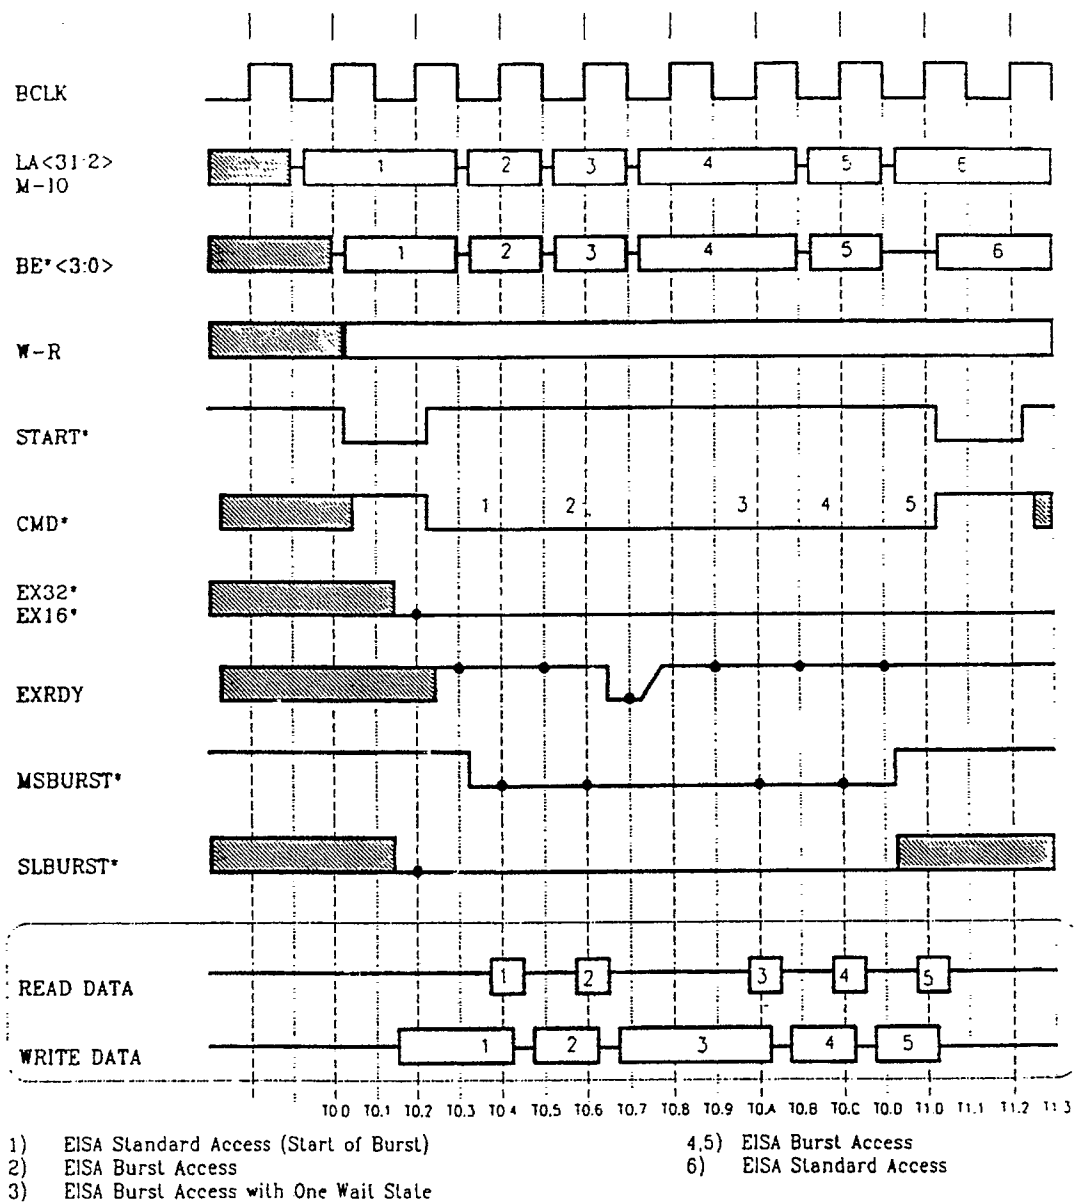 BCLK
LA<31:2>
M-IO
1 2 3 4 5 6
BE*<3:0>
1 2 3 4 5 6
W-R
START*
CMD*
1 2 3 4 5
EX32*
EX16*
EXRDY
MSBURST*
SLBURST*
READ DATA
1 2 3 4 5
WRITE DATA
1 2 3 4 5
T0.0 T0.1 T0.2 T0.3 T0.4 T0.5 T0.6 T0.7 T0.8 T0.9 T0.A T0.B T0.C T0.D T1.0 T1.1 T1.2 T1.3
1) EISA Standard Access (Start of Burst)
2) EISA Burst Access
3) EISA Burst Access with One Wait State
4,5) EISA Burst Access
6) EISA Standard Access